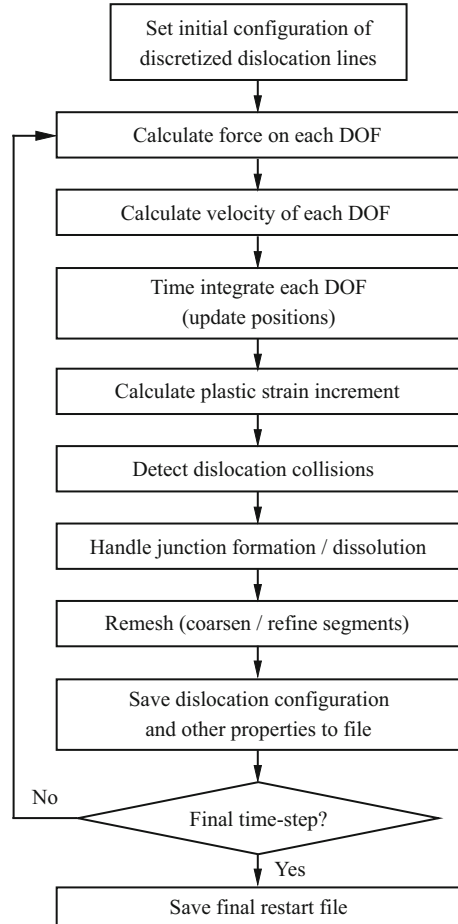 Set initial configuration of
discretized dislocation lines
Calculate force on each DOF
Calculate velocity of each DOF
Time integrate each DOF
(update positions)
Calculate plastic strain increment
Detect dislocation collisions
Handle junction formation / dissolution
Remesh (coarsen / refine segments)
Save dislocation configuration
and other properties to file
No
Final time-step?
Yes
Save final restart file